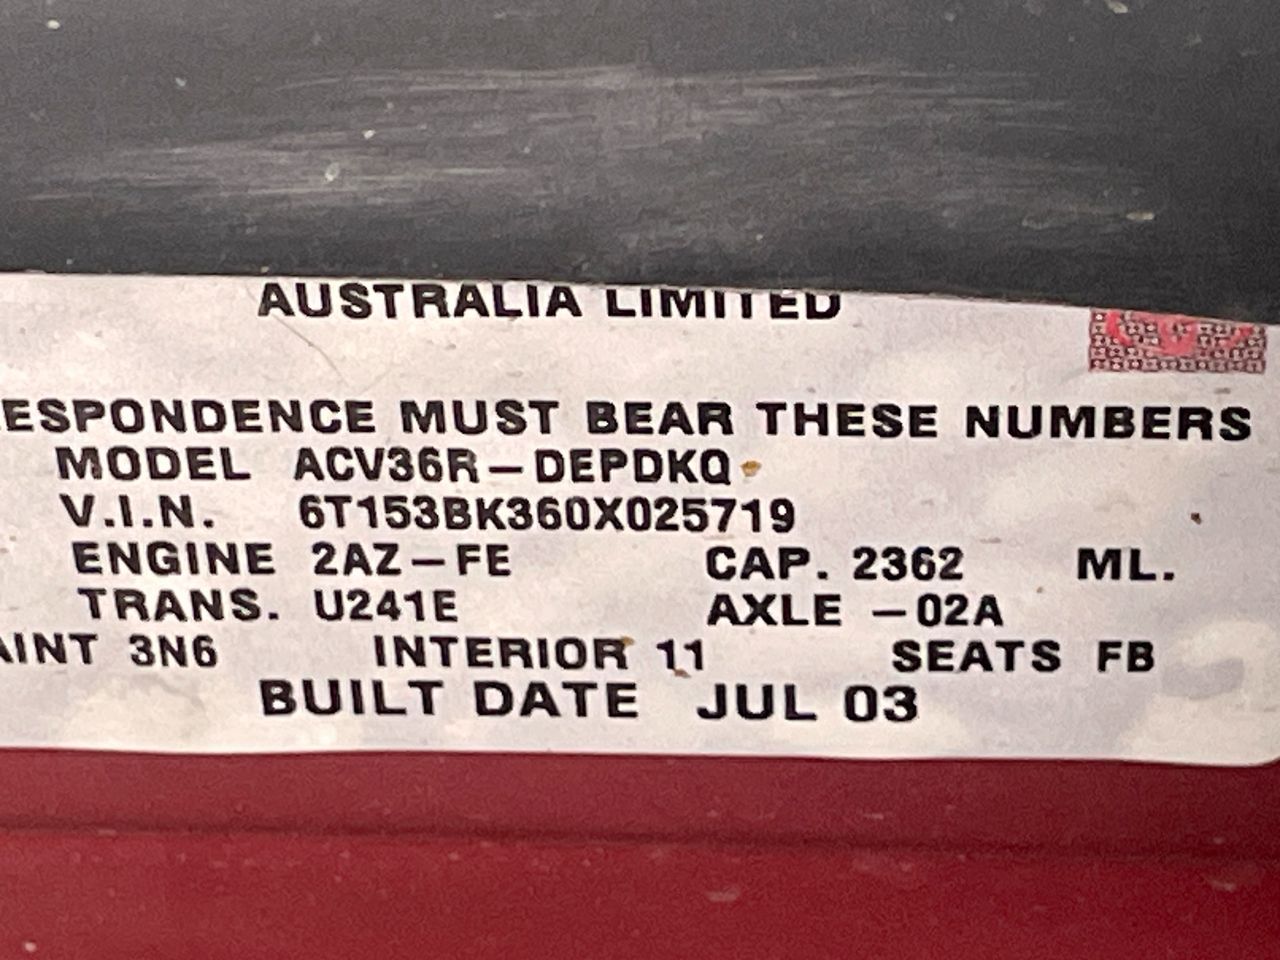 AUSTRALIA LIMITED
ESPONDENCE MUST BEAR THESE NUMBERS
MODEL ACV36R-DEPDKQ
V.I.N. 6T153BK360X025719
ENGINE 2AZ-FE CAP. 2362 ML.
TRANS. U241E AXLE -02A
AINT 3N6 INTERIOR 11 SEATS FB
BUILT DATE JUL 03